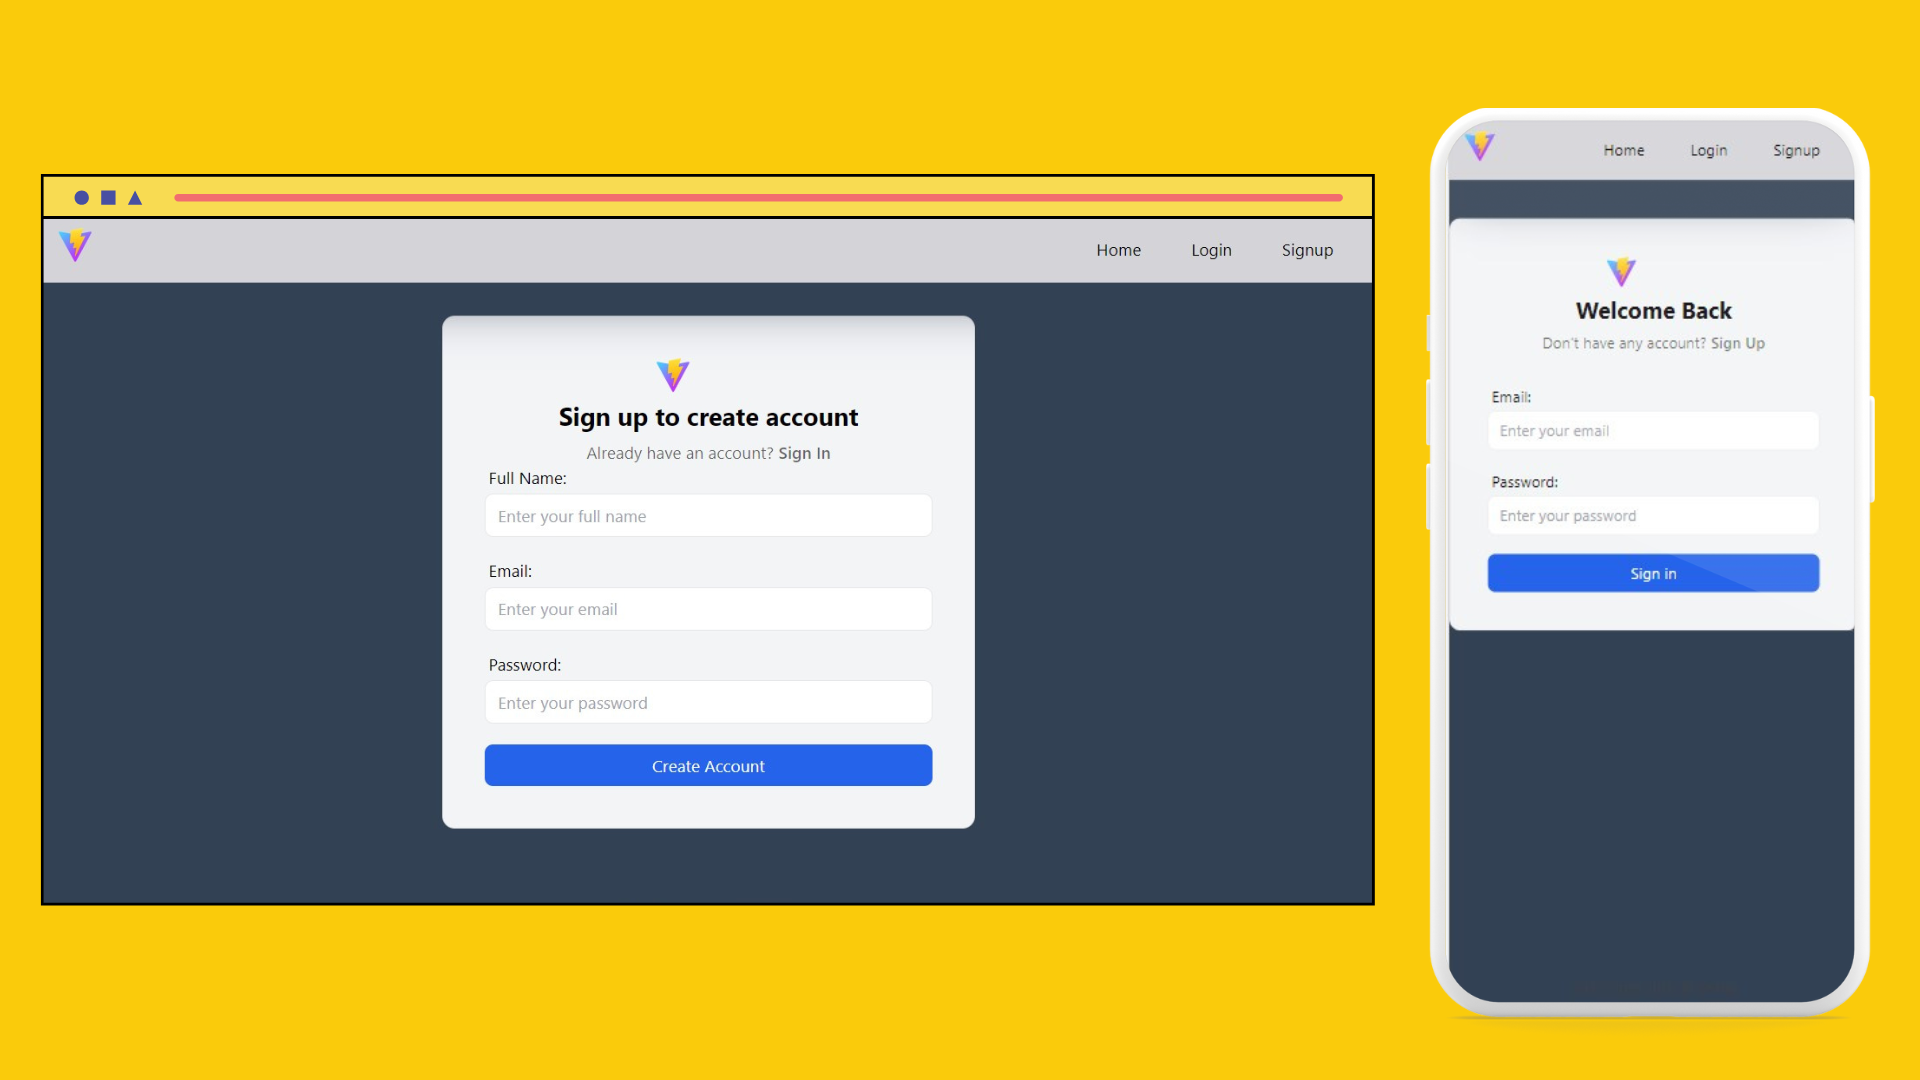 Home Login Signup
Sign up to create account
Already have an account? Sign In
Full Name:
Enter your full name
Email:
Enter your email
Password:
Enter your password
Create Account
Home Login Signup
Welcome Back
Don't have any account? Sign Up
Email:
Enter your email
Password:
Enter your password
Sign in